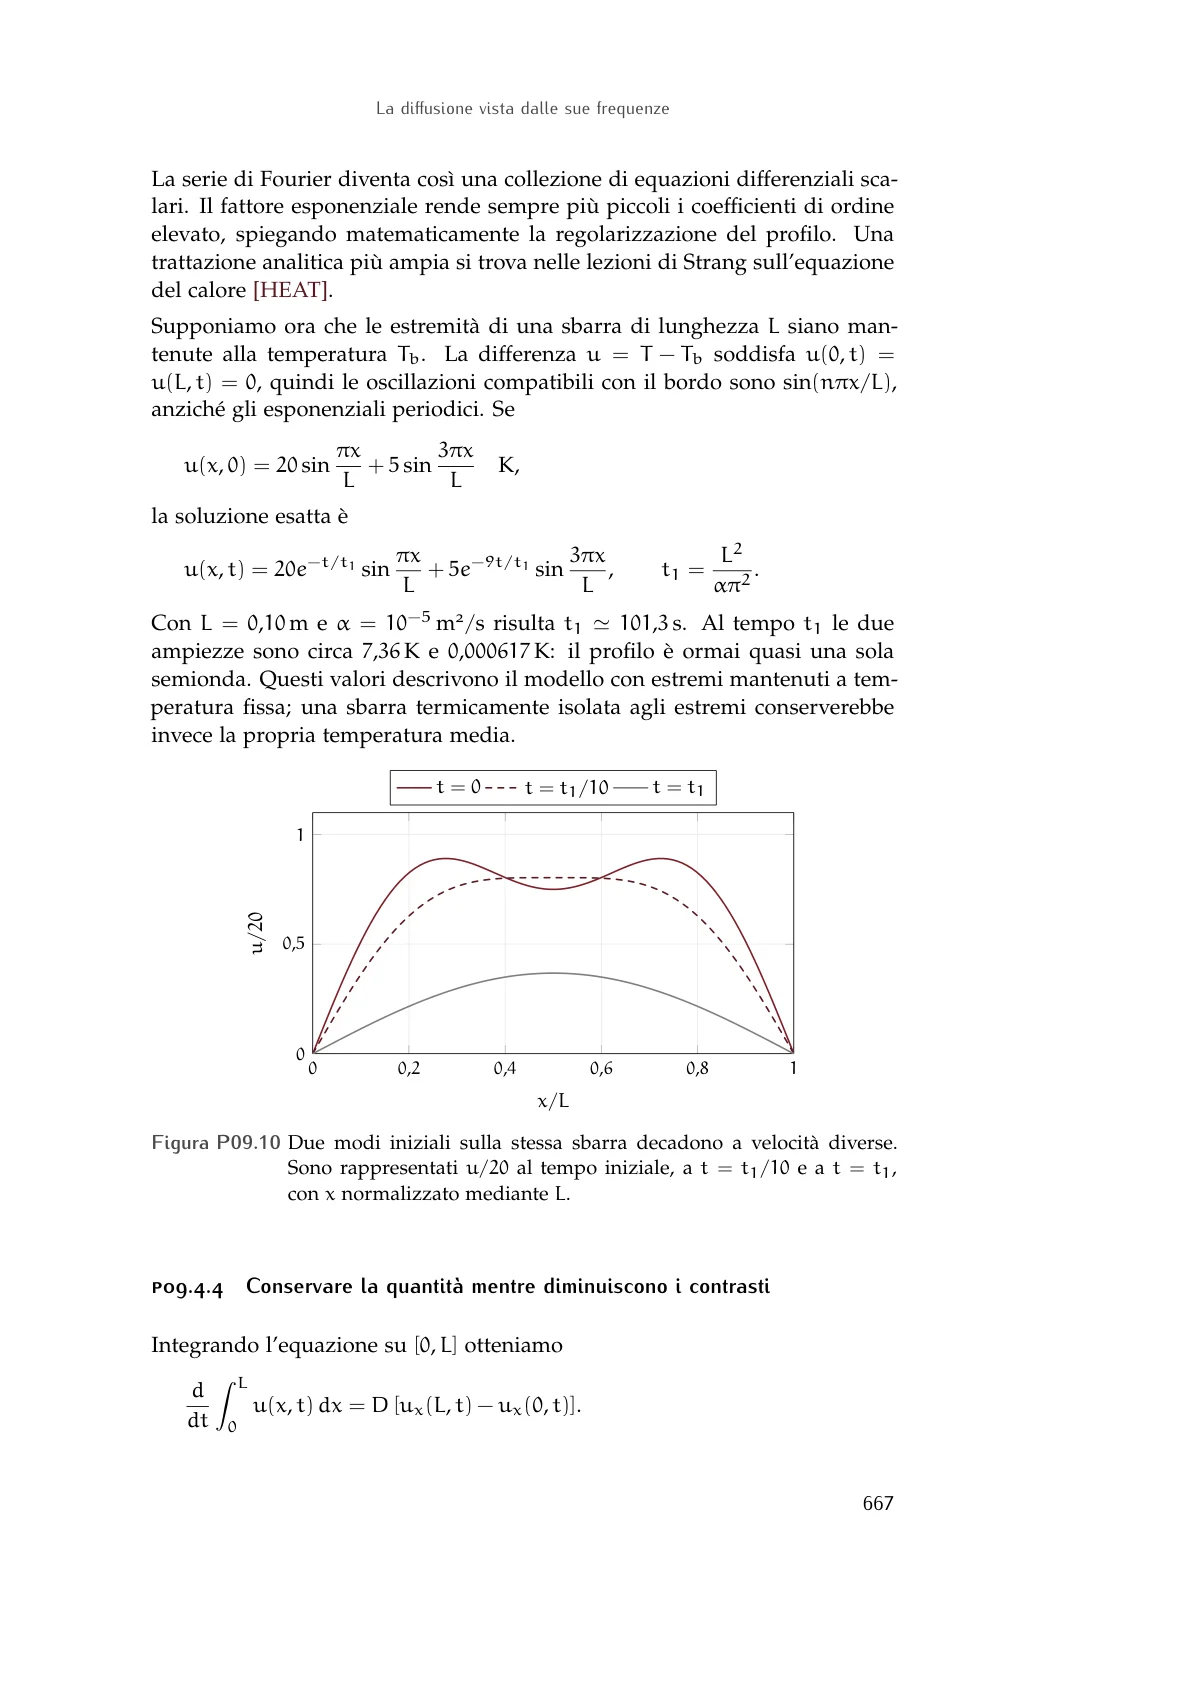 La diffusione vista dalle sue frequenze
La serie di Fourier diventa così una collezione di equazioni differenziali sca-
lari. Il fattore esponenziale rende sempre più piccoli i coefficienti di ordine
elevato, spiegando matematicamente la regolarizzazione del profilo. Una
trattazione analitica più ampia si trova nelle lezioni di Strang sull'equazione
del calore [HEAT].
Supponiamo ora che le estremità di una sbarra di lunghezza L siano man-
tenute alla temperatura T_b. La differenza u = T − T_b soddisfa u(0, t) =
u(L, t) = 0, quindi le oscillazioni compatibili con il bordo sono sin(nπx/L),
anziché gli esponenziali periodici. Se
u(x, 0) = 20 sin πx/L + 5 sin 3πx/L K,
la soluzione esatta è
u(x, t) = 20e^{−t/t₁} sin πx/L + 5e^{−9t/t₁} sin 3πx/L, t₁ = L²/(απ²).
Con L = 0,10 m e α = 10⁻⁵ m²/s risulta t₁ ≃ 101,3 s. Al tempo t₁ le due
ampiezze sono circa 7,36 K e 0,000617 K: il profilo è ormai quasi una sola
semionda. Questi valori descrivono il modello con estremi mantenuti a tem-
peratura fissa; una sbarra termicamente isolata agli estremi conserverebbe
invece la propria temperatura media.
t = 0 t = t₁/10 t = t₁
1
0,5
0
u/20
0 0,2 0,4 0,6 0,8 1
x/L
Figura P09.10 Due modi iniziali sulla stessa sbarra decadono a velocità diverse.
Sono rappresentati u/20 al tempo iniziale, a t = t₁/10 e a t = t₁,
con x normalizzato mediante L.
P09.4.4 Conservare la quantità mentre diminuiscono i contrasti
Integrando l'equazione su [0, L] otteniamo
d/dt ∫₀^L u(x, t) dx = D [u_x(L, t) − u_x(0, t)].
667